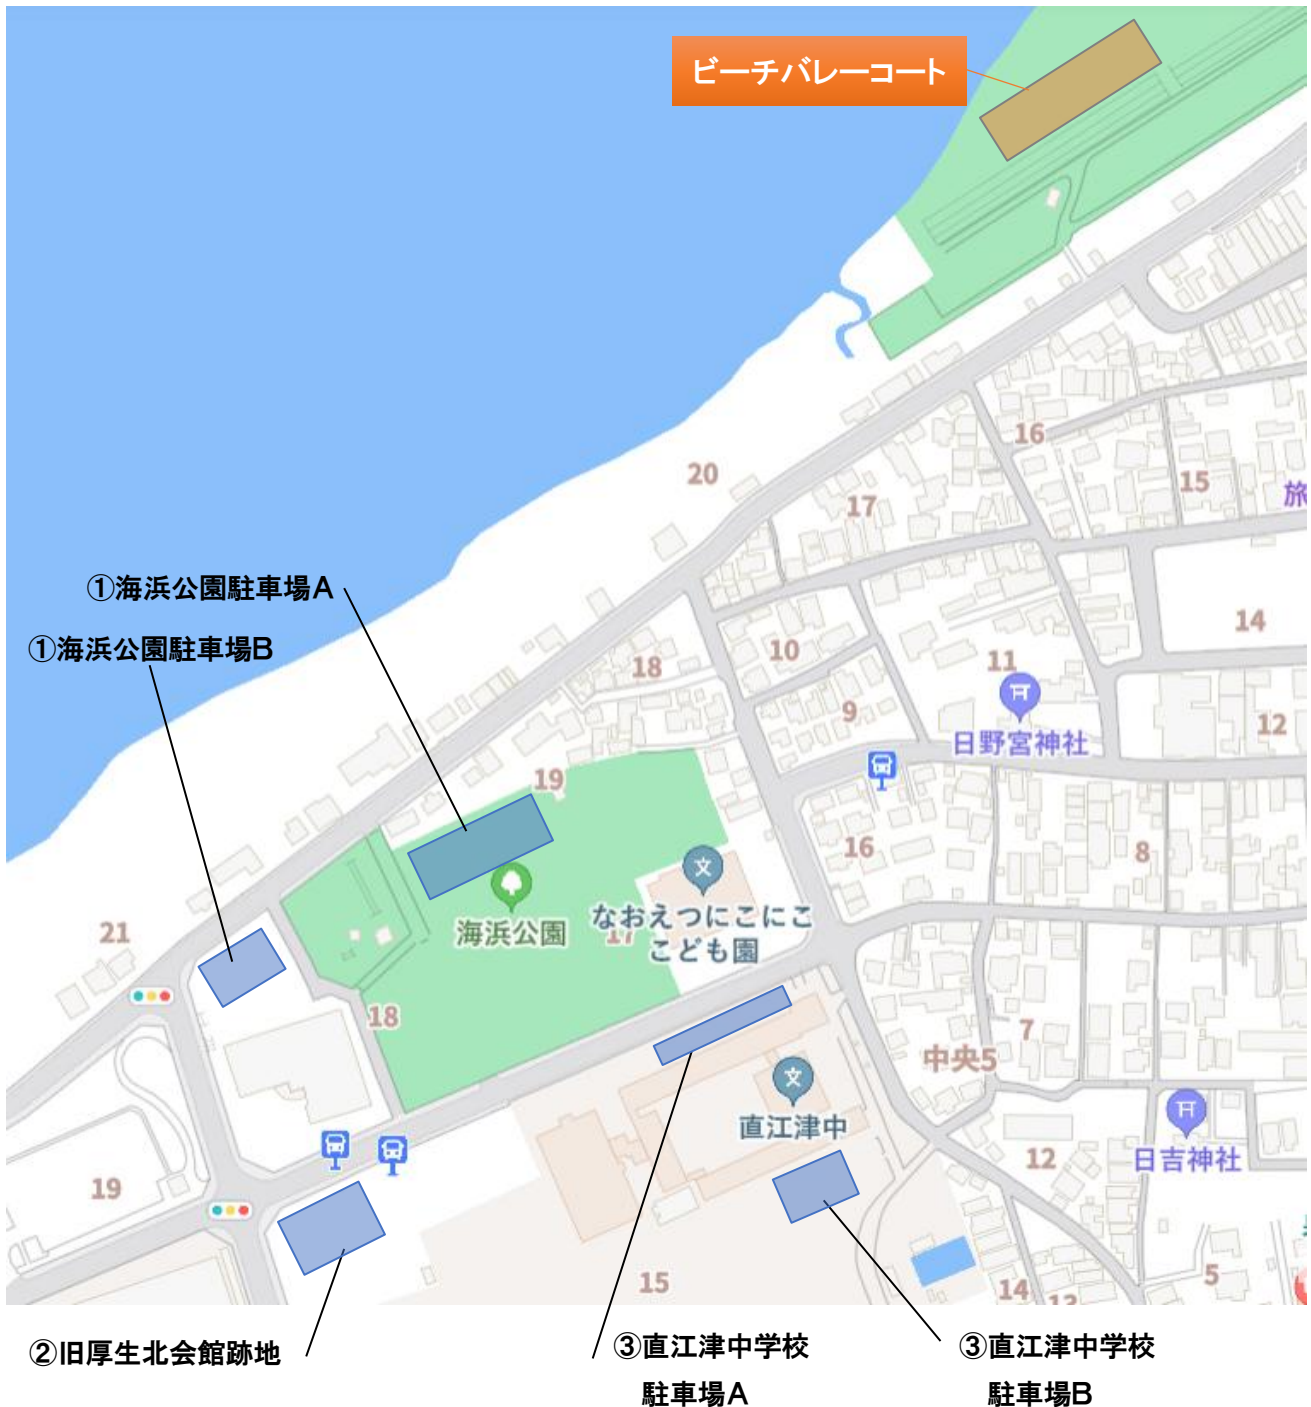 ビーチバレーコート
16
20
15
17
旅
①海浜公園駐車場A
14
①海浜公園駐車場B
10
11
18
9
12
日野宮神社
19
16
8
なおえつにこにこ
こども園
海浜公園
17
21
18
7
中央5
直江津中
12
日吉神社
19
15
14
13
5
②旧厚生北会館跡地
③直江津中学校
駐車場A
③直江津中学校
駐車場B